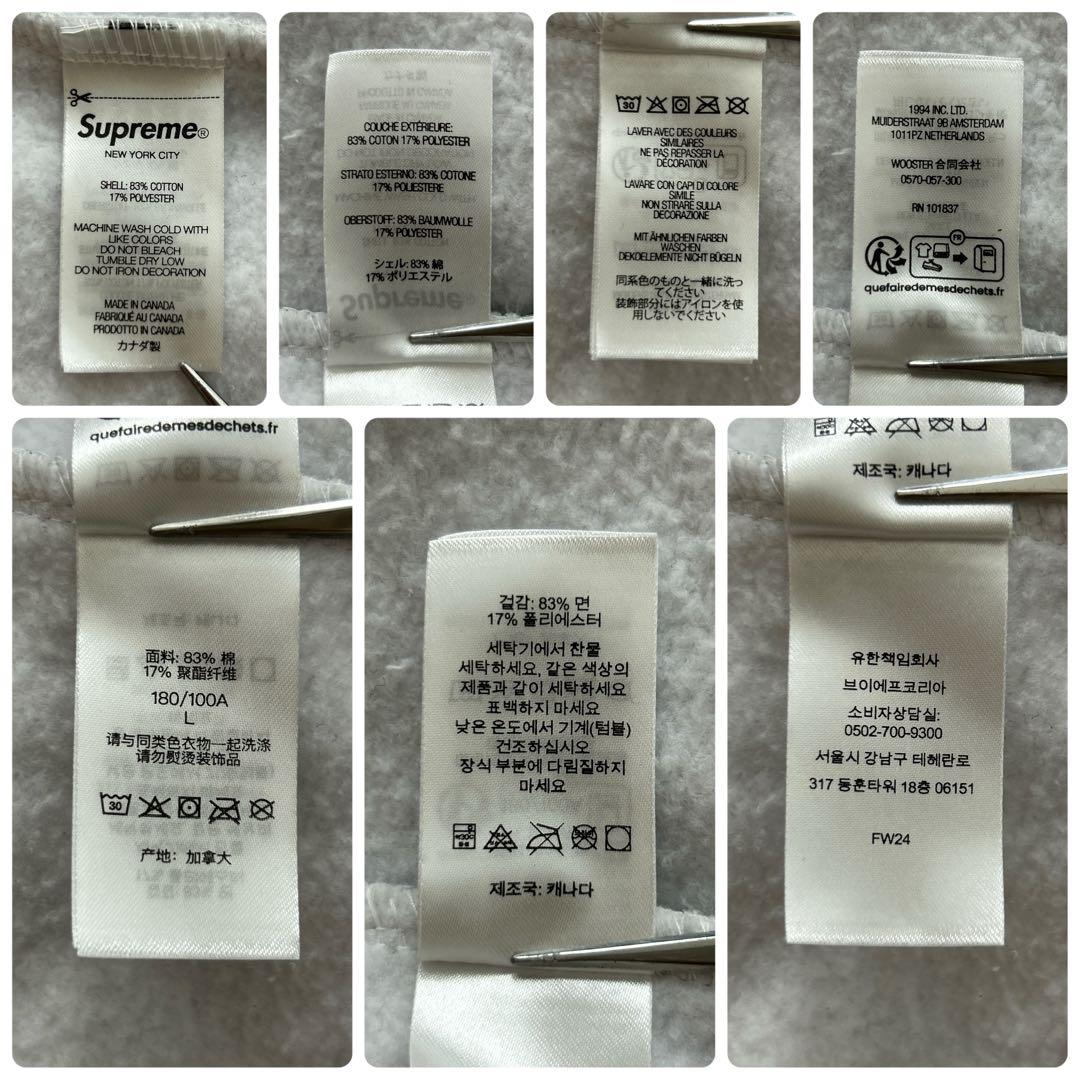 Supreme®
NEW YORK CITY
SHELL: 83% COTTON
17% POLYESTER
MACHINE WASH COLD WITH
LIKE COLORS
DO NOT BLEACH
TUMBLE DRY LOW
DO NOT IRON DECORATION
MADE IN CANADA
FABRIQUÉ AU CANADA
PRODOTTO IN CANADA
カナダ製
COUCHE EXTÉRIEURE:
83% COTON 17% POLYESTER
STRATO ESTERNO: 83% COTONE
17% POLIESTERE
OBERSTOFF: 83% BAUMWOLLE
17% POLYESTER
シェル: 83% 綿
17% ポリエステル
30
LAVER AVEC DES COULEURS
SIMILAIRES
NE PAS REPASSER LA
DÉCORATION
LAVARE CON CAPI DI COLORE
SIMILE
NON STIRARE SULLA
DECORAZIONE
MIT ÄHNLICHEN FARBEN
WASCHEN
DEKOELEMENTE NICHT BÜGELN
同系色のものと一緒に洗っ
てください
装飾部分にはアイロンを使
用しないでください
1994 INC. LTD.
MUIDERSTRAAT 9B AMSTERDAM
1011PZ NETHERLANDS
WOOSTER 合同会社
0570-057-300
RN 101837
FR
quefairedemesdechets.fr
quefairedemesdechets.fr
面料: 83% 棉
17% 聚酯纤维
180/100A
L
请与同类色衣物一起洗涤
请勿熨烫装饰品
30
产地: 加拿大
겉감: 83% 면
17% 폴리에스터
세탁기에서 찬물
세탁하세요, 같은 색상의
제품과 같이 세탁하세요
표백하지 마세요
낮은 온도에서 기계(텀블)
건조하십시오
장식 부분에 다림질하지
마세요
제조국: 캐나다
제조국: 캐나다
유한책임회사
브이에프코리아
소비자상담실:
0502-700-9300
서울시 강남구 테헤란로
317 동훈타워 18층 06151
FW24